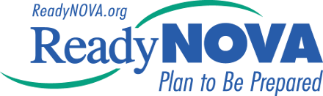 ReadyNOVA.org
ReadyNOVA
Plan to Be Prepared